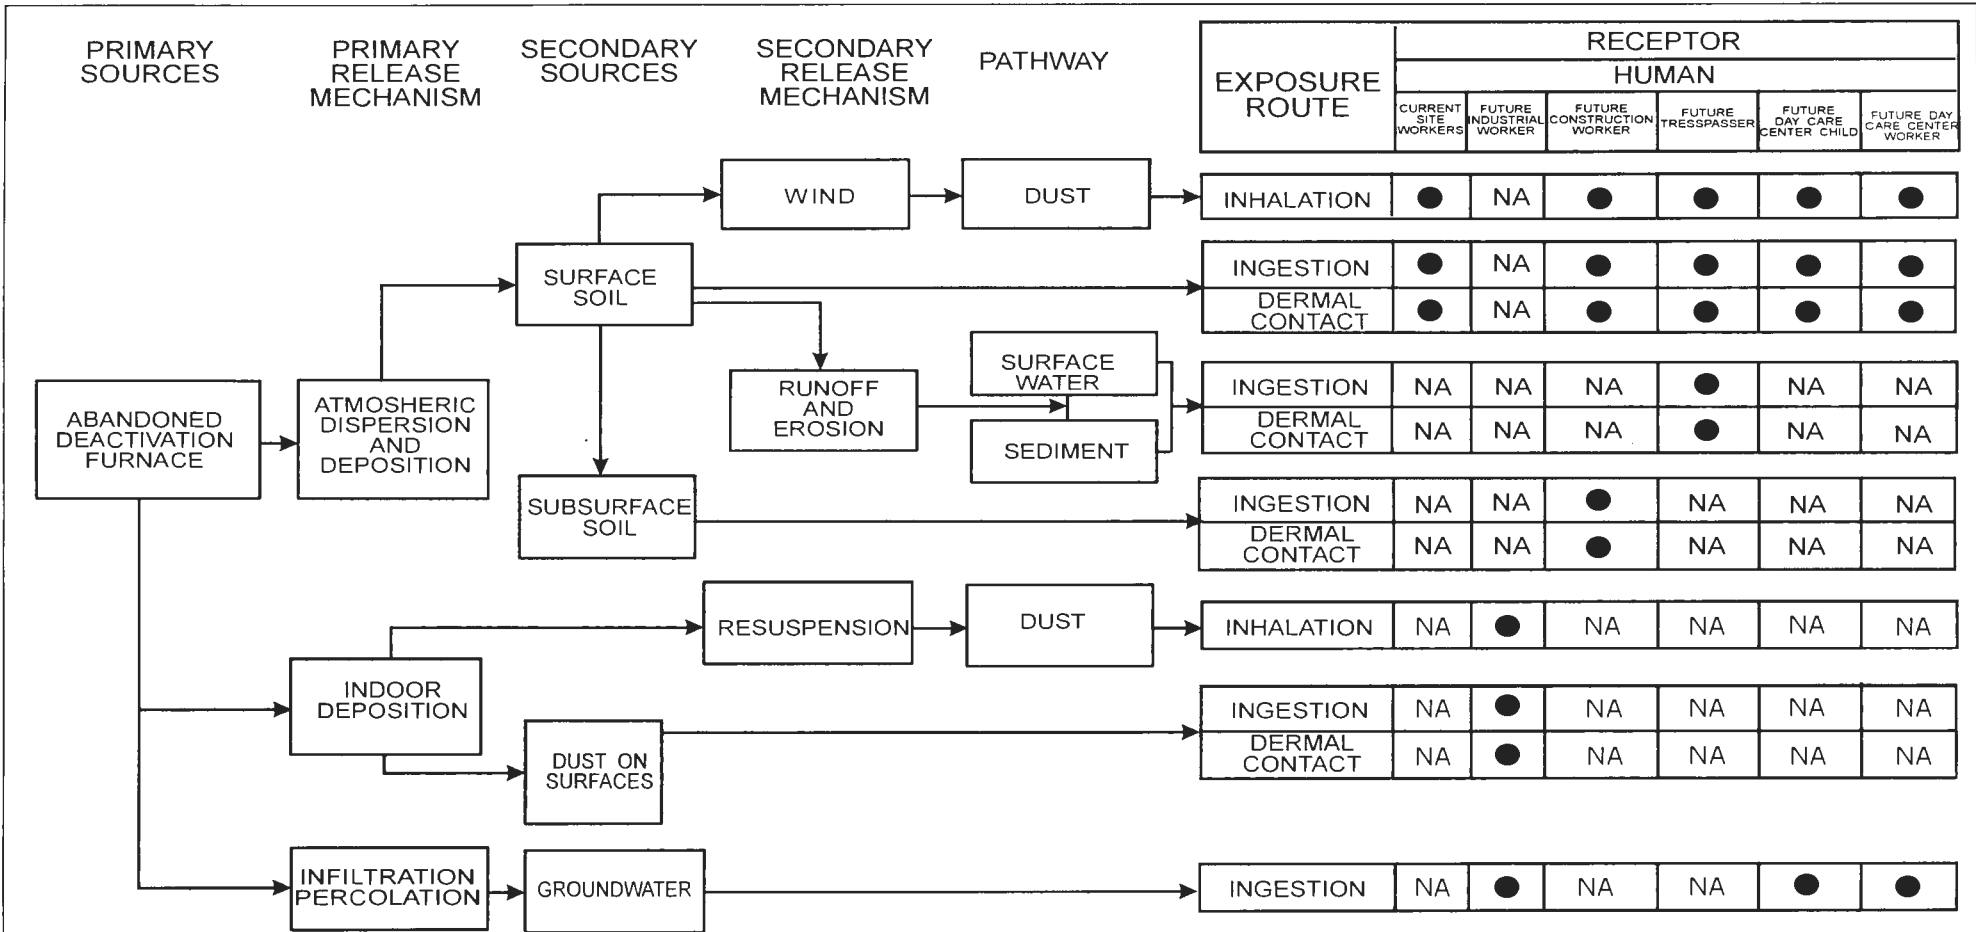 PRIMARY
SOURCES
PRIMARY
RELEASE
MECHANISM
SECONDARY
SOURCES
SECONDARY
RELEASE
MECHANISM
PATHWAY
EXPOSURE
ROUTE
RECEPTOR
HUMAN
CURRENT
SITE
WORKERS
FUTURE
INDUSTRIAL
WORKER
FUTURE
CONSTRUCTION
WORKER
FUTURE
TRESSPASSER
FUTURE
DAY CARE
CENTER CHILD
FUTURE DAY
CARE CENTER
WORKER
WIND
DUST
INHALATION ● NA ● ● ● ●
SURFACE
SOIL
INGESTION ● NA ● ● ● ●
DERMAL
CONTACT ● NA ● ● ● ●
ABANDONED
DEACTIVATION
FURNACE
ATMOSHERIC
DISPERSION
AND
DEPOSITION
RUNOFF
AND
EROSION
SURFACE
WATER
SEDIMENT
INGESTION NA NA NA ● NA NA
DERMAL
CONTACT NA NA NA ● NA NA
SUBSURFACE
SOIL
INGESTION NA NA ● NA NA NA
DERMAL
CONTACT NA NA ● NA NA NA
RESUSPENSION
DUST
INHALATION NA ● NA NA NA NA
INDOOR
DEPOSITION
DUST ON
SURFACES
INGESTION NA ● NA NA NA NA
DERMAL
CONTACT NA ● NA NA NA NA
INFILTRATION
PERCOLATION
GROUNDWATER
INGESTION NA ● NA NA ● ●